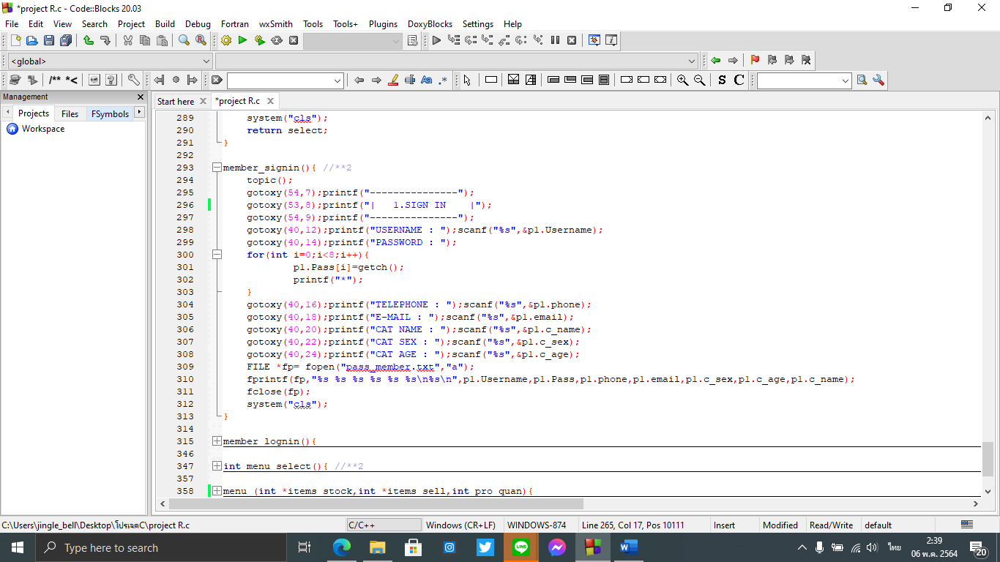 *project R.c - Code::Blocks 20.03
File Edit View Search Project Build Debug Fortran wxSmith Tools Tools+ Plugins DoxyBlocks Settings Help
<global>
/** *<
S C
Management
Start here *project R.c
Projects Files FSymbols
Workspace
289 system("cls");
290 return select;
291 }
292
293 member_signin(){ //**2
294 topic();
295 gotoxy(54,7);printf("---------------");
296 gotoxy(53,8);printf("|   1.SIGN IN    |");
297 gotoxy(54,9);printf("---------------");
298 gotoxy(40,12);printf("USERNAME : ");scanf("%s",&p1.Username);
299 gotoxy(40,14);printf("PASSWORD : ");
300 for(int i=0;i<8;i++){
301 p1.Pass[i]=getch();
302 printf("*");
303 }
304 gotoxy(40,16);printf("TELEPHONE : ");scanf("%s",&p1.phone);
305 gotoxy(40,18);printf("E-MAIL : ");scanf("%s",&p1.email);
306 gotoxy(40,20);printf("CAT NAME : ");scanf("%s",&p1.c_name);
307 gotoxy(40,22);printf("CAT SEX : ");scanf("%s",&p1.c_sex);
308 gotoxy(40,24);printf("CAT AGE : ");scanf("%s",&p1.c_age);
309 FILE *fp= fopen("pass_member.txt","a");
310 fprintf(fp,"%s %s %s %s %s %s\n%s\n",p1.Username,p1.Pass,p1.phone,p1.email,p1.c_sex,p1.c_age,p1.c_name);
311 fclose(fp);
312 system("cls");
313 }
314
315 member_lognin(){
346
347 int menu_select(){ //**2
357
358 menu (int *items_stock,int *items_sell,int pro_quan){
C:\Users\jingle_bell\Desktop\โปรเจคC\project R.c C/C++ Windows (CR+LF) WINDOWS-874 Line 265, Col 17, Pos 10111 Insert Modified Read/Write default
Type here to search
LINE
W
ไทย
2:39
06 พ.ค. 2564
20